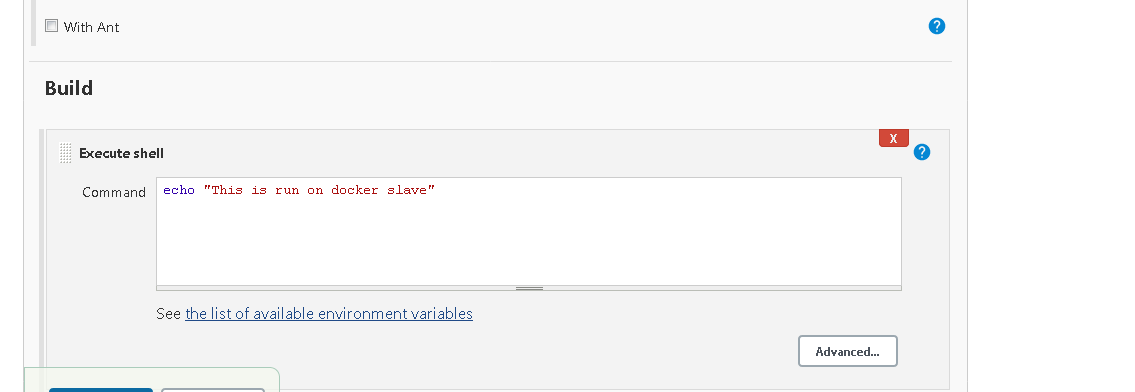 With Ant
?
Build
X
Execute shell
?
Command
echo "This is run on docker slave"
See the list of available environment variables
Advanced...